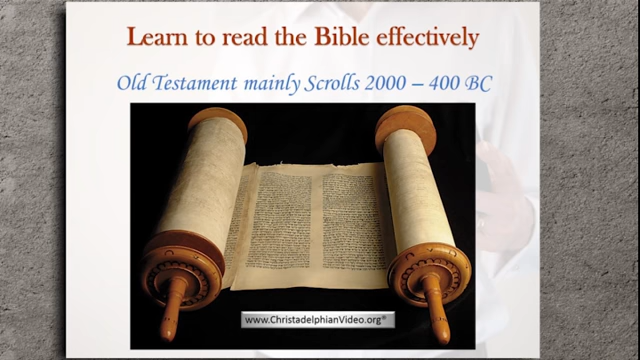 Learn to read the Bible effectively
Old Testament mainly Scrolls 2000 – 400 BC
www.ChristadelphianVideo.org®